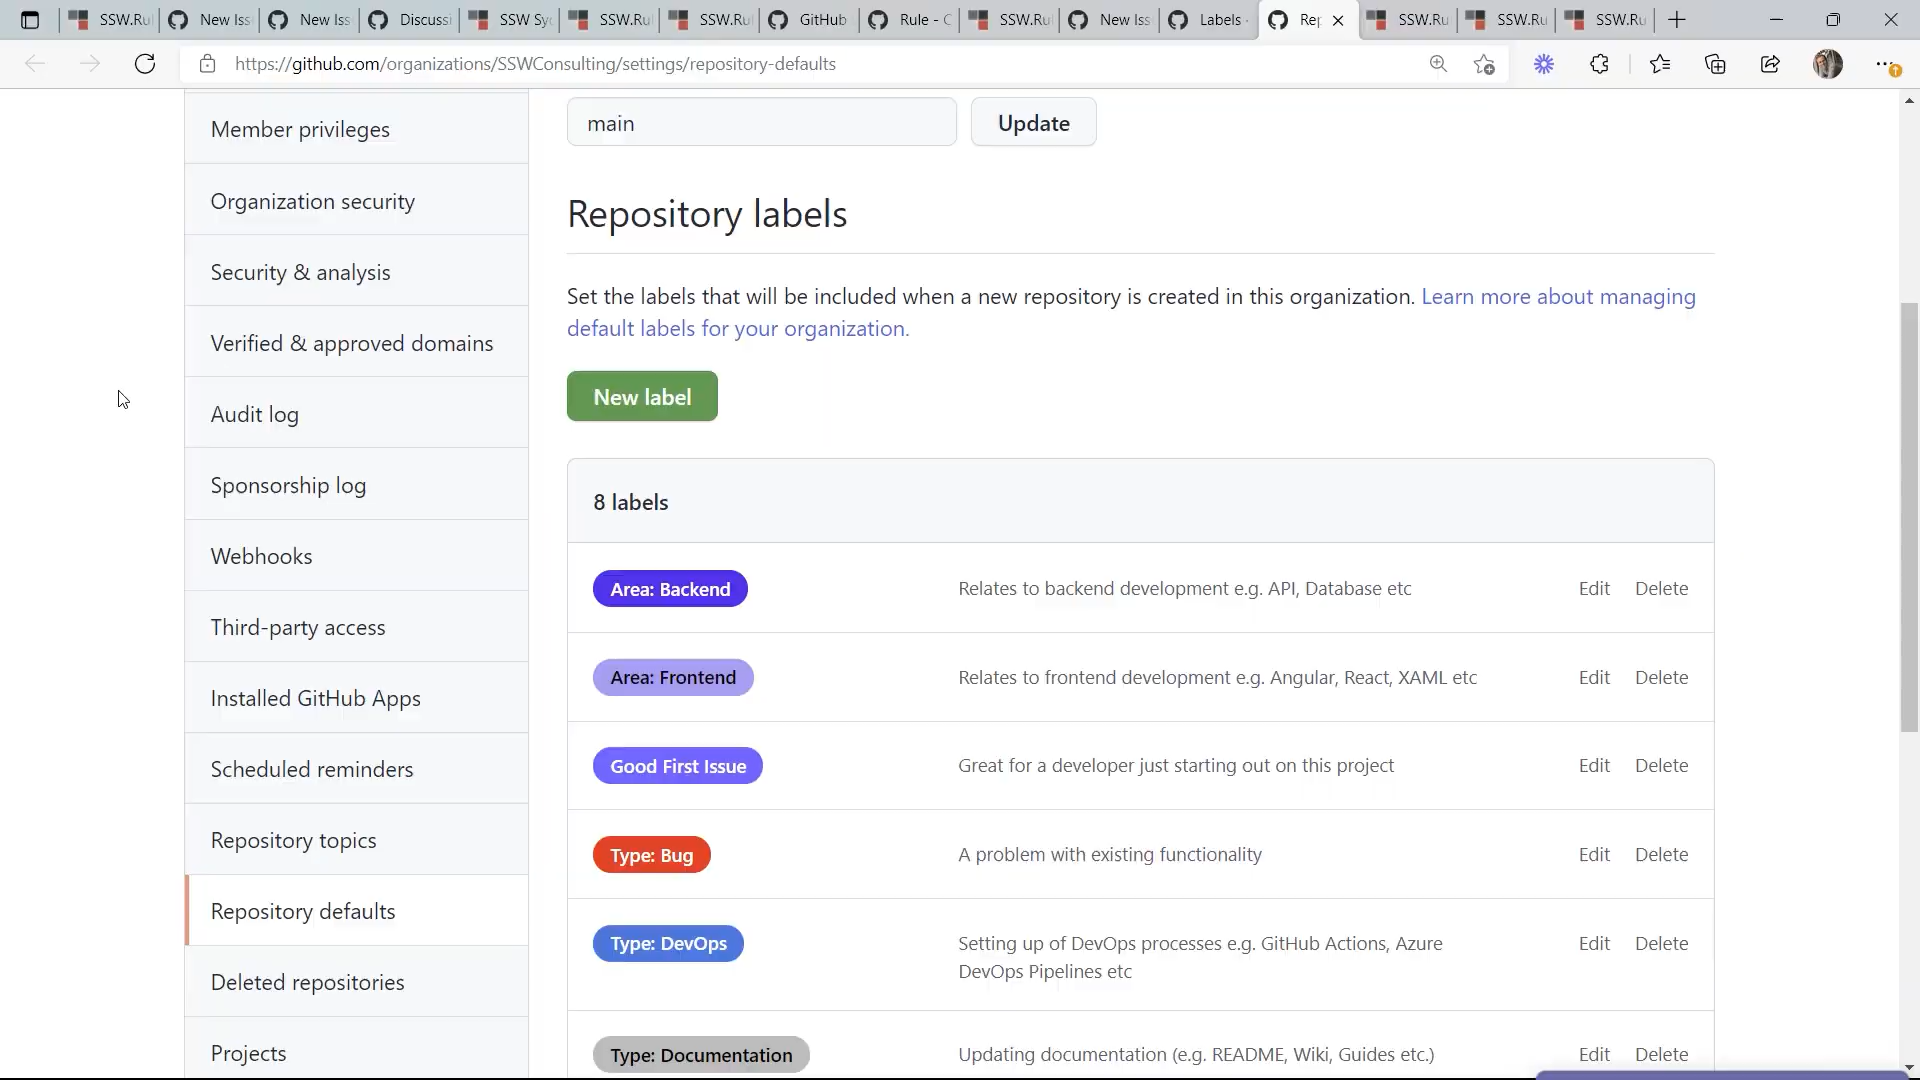 SSW.Ru
New Iss
New Iss
Discussi
SSW Sy
SSW.Ru
SSW.Ru
GitHub
Rule - C
SSW.Ru
New Iss
Labels
Rep
SSW.Ru
SSW.Ru
SSW.Ru
https://github.com/organizations/SSWConsulting/settings/repository-defaults
Member privileges
Organization security
Security & analysis
Verified & approved domains
Audit log
Sponsorship log
Webhooks
Third-party access
Installed GitHub Apps
Scheduled reminders
Repository topics
Repository defaults
Deleted repositories
Projects
main
Update
Repository labels
Set the labels that will be included when a new repository is created in this organization. Learn more about managing
default labels for your organization.
New label
8 labels
Area: Backend Relates to backend development e.g. API, Database etc Edit Delete
Area: Frontend Relates to frontend development e.g. Angular, React, XAML etc Edit Delete
Good First Issue Great for a developer just starting out on this project Edit Delete
Type: Bug A problem with existing functionality Edit Delete
Type: DevOps Setting up of DevOps processes e.g. GitHub Actions, Azure Edit Delete
DevOps Pipelines etc
Type: Documentation Updating documentation (e.g. README, Wiki, Guides etc.) Edit Delete